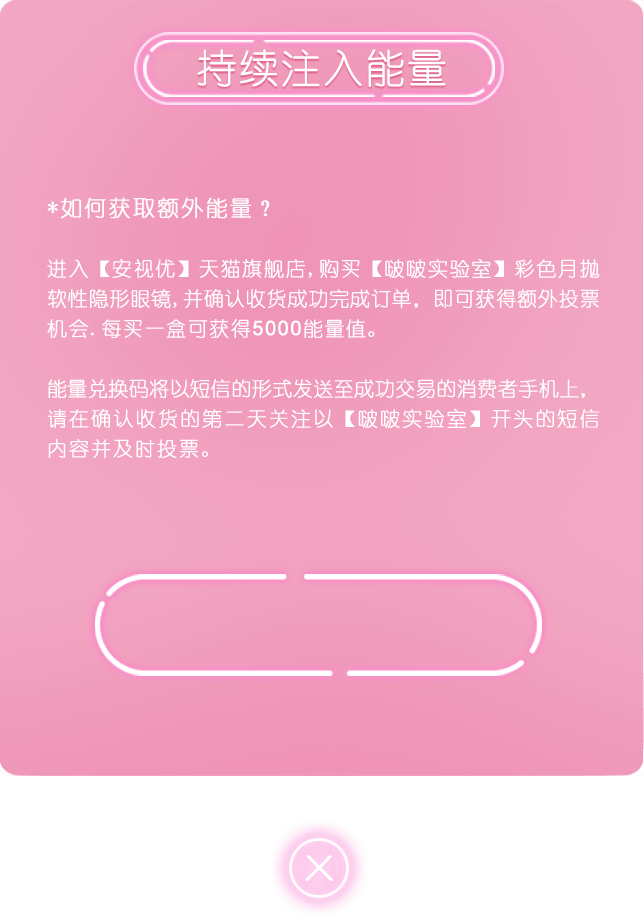 持续注入能量
*如何获取额外能量？
进入【安视优】天猫旗舰店,购买【啵啵实验室】彩色月抛
软性隐形眼镜,并确认收货成功完成订单，即可获得额外投票
机会.每买一盒可获得5000能量值。
能量兑换码将以短信的形式发送至成功交易的消费者手机上，
请在确认收货的第二天关注以【啵啵实验室】开头的短信
内容并及时投票。